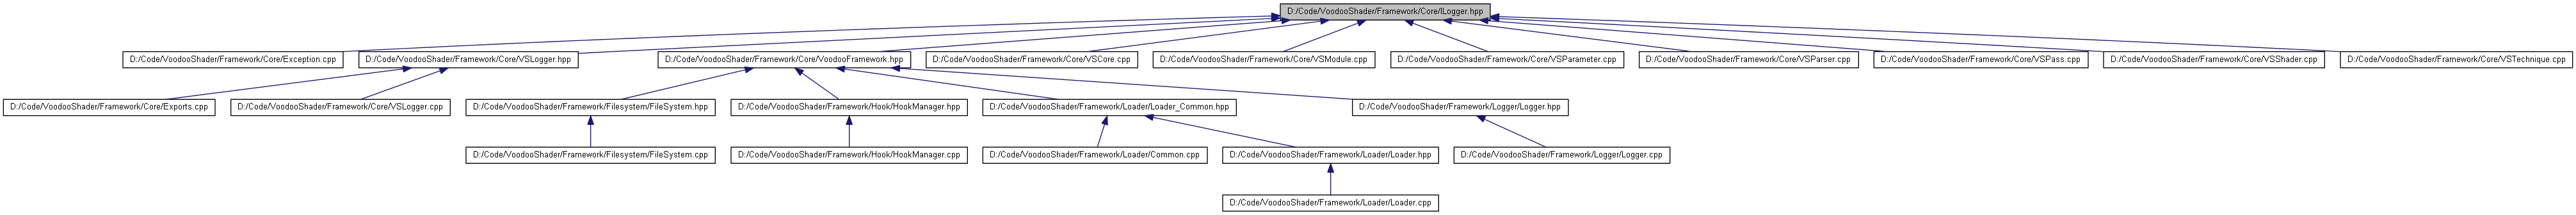 D:/Code/VoodooShader/Framework/Core/ILogger.hpp
D:/Code/VoodooShader/Framework/Core/Exception.cpp
D:/Code/VoodooShader/Framework/Core/VSLogger.hpp
D:/Code/VoodooShader/Framework/Core/VoodooFramework.hpp
D:/Code/VoodooShader/Framework/Core/VSCore.cpp
D:/Code/VoodooShader/Framework/Core/VSModule.cpp
D:/Code/VoodooShader/Framework/Core/VSParameter.cpp
D:/Code/VoodooShader/Framework/Core/VSParser.cpp
D:/Code/VoodooShader/Framework/Core/VSPass.cpp
D:/Code/VoodooShader/Framework/Core/VSShader.cpp
D:/Code/VoodooShader/Framework/Core/VSTechnique.cpp
D:/Code/VoodooShader/Framework/Core/Exports.cpp
D:/Code/VoodooShader/Framework/Core/VSLogger.cpp
D:/Code/VoodooShader/Framework/Filesystem/FileSystem.hpp
D:/Code/VoodooShader/Framework/Hook/HookManager.hpp
D:/Code/VoodooShader/Framework/Loader/Loader_Common.hpp
D:/Code/VoodooShader/Framework/Logger/Logger.hpp
D:/Code/VoodooShader/Framework/Filesystem/FileSystem.cpp
D:/Code/VoodooShader/Framework/Hook/HookManager.cpp
D:/Code/VoodooShader/Framework/Loader/Common.cpp
D:/Code/VoodooShader/Framework/Loader/Loader.hpp
D:/Code/VoodooShader/Framework/Logger/Logger.cpp
D:/Code/VoodooShader/Framework/Loader/Loader.cpp